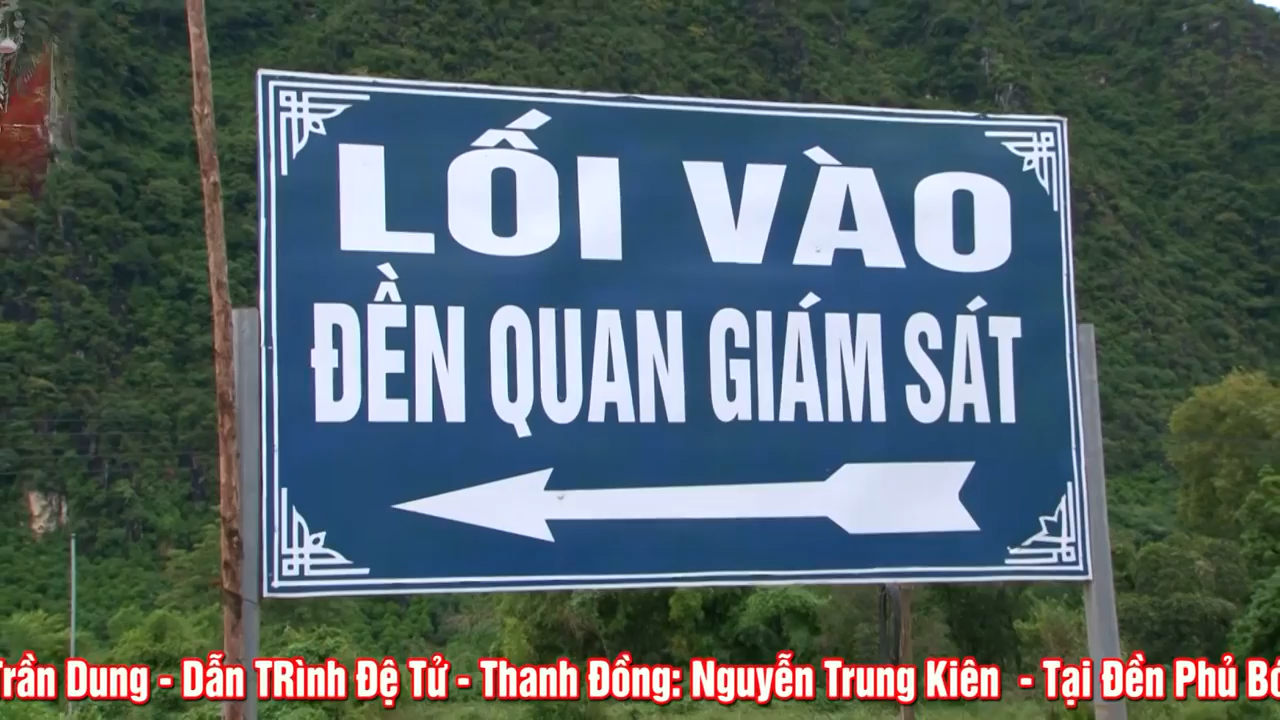 LỐI VÀO
ĐỀN QUAN GIÁM SÁT
Trần Dung - Dẫn TRình Đệ Tử - Thanh Đồng: Nguyễn Trung Kiên - Tại Đền Phủ